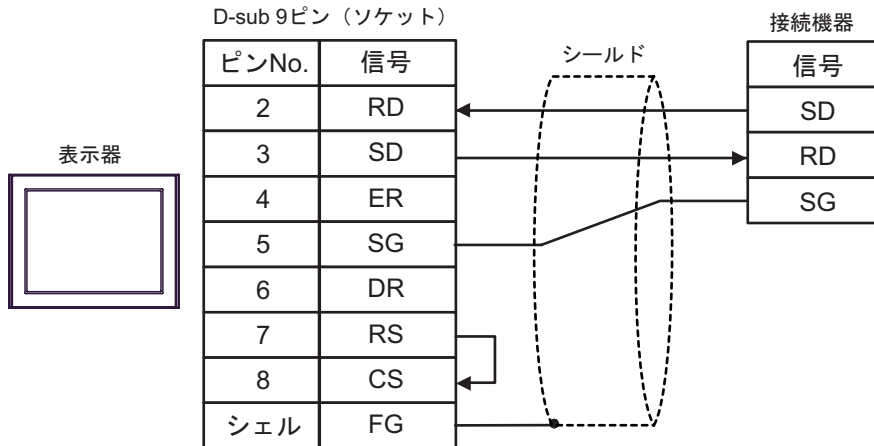 D-sub 9ピン（ソケット）
接続機器
シールド
表示器
ピンNo. 信号
2 RD
3 SD
4 ER
5 SG
6 DR
7 RS
8 CS
シェル FG
信号
SD
RD
SG